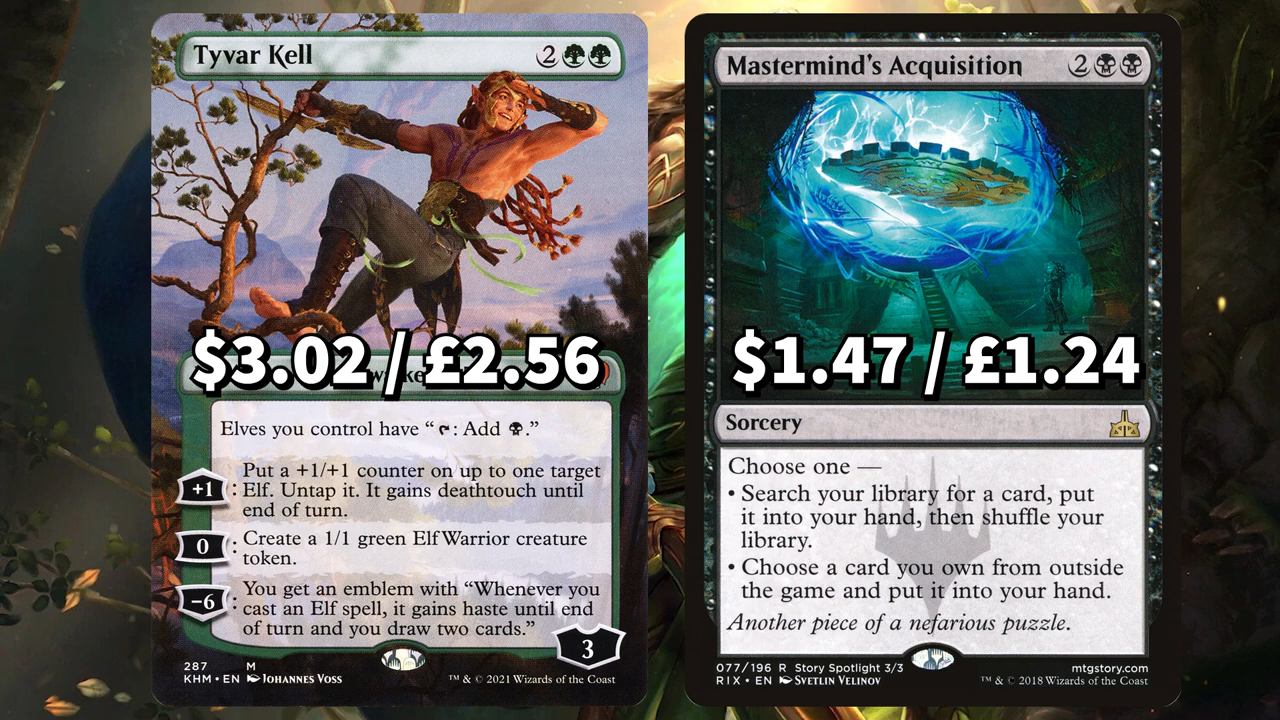 Tyvar Kell 2
$3.02 / £2.56
Elves you control have “: Add .”
+1: Put a +1/+1 counter on up to one target
Elf. Untap it. It gains deathtouch until
end of turn.
0: Create a 1/1 green Elf Warrior creature
token.
-6: You get an emblem with “Whenever you
cast an Elf spell, it gains haste until end
of turn and you draw two cards.”
3
287 M
KHM • EN Johannes Voss
™ & © 2021 Wizards of the Coast
Mastermind's Acquisition 2
$1.47 / £1.24
Sorcery
Choose one —
• Search your library for a card, put
it into your hand, then shuffle your
library.
• Choose a card you own from outside
the game and put it into your hand.
Another piece of a nefarious puzzle.
077/196 R Story Spotlight 3/3
mtgstory.com
RIX • EN Svetlin Velinov
™ & © 2018 Wizards of the Coast